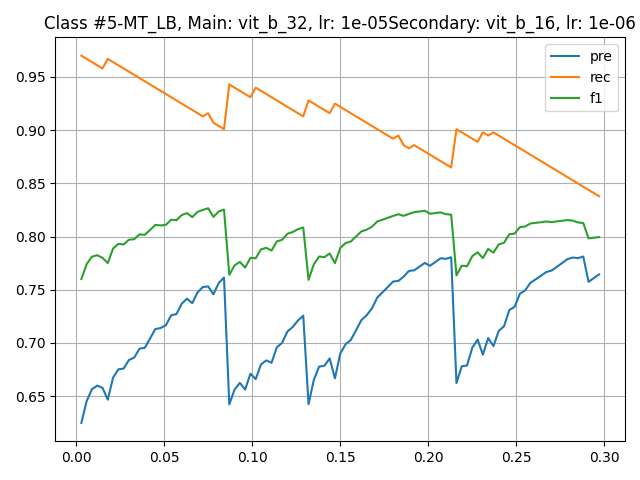 Class #5-MT_LB, Main: vit_b_32, lr: 1e-05Secondary: vit_b_16, lr: 1e-06
pre
rec
f1
0.95
0.90
0.85
0.80
0.75
0.70
0.65
0.00 0.05 0.10 0.15 0.20 0.25 0.30